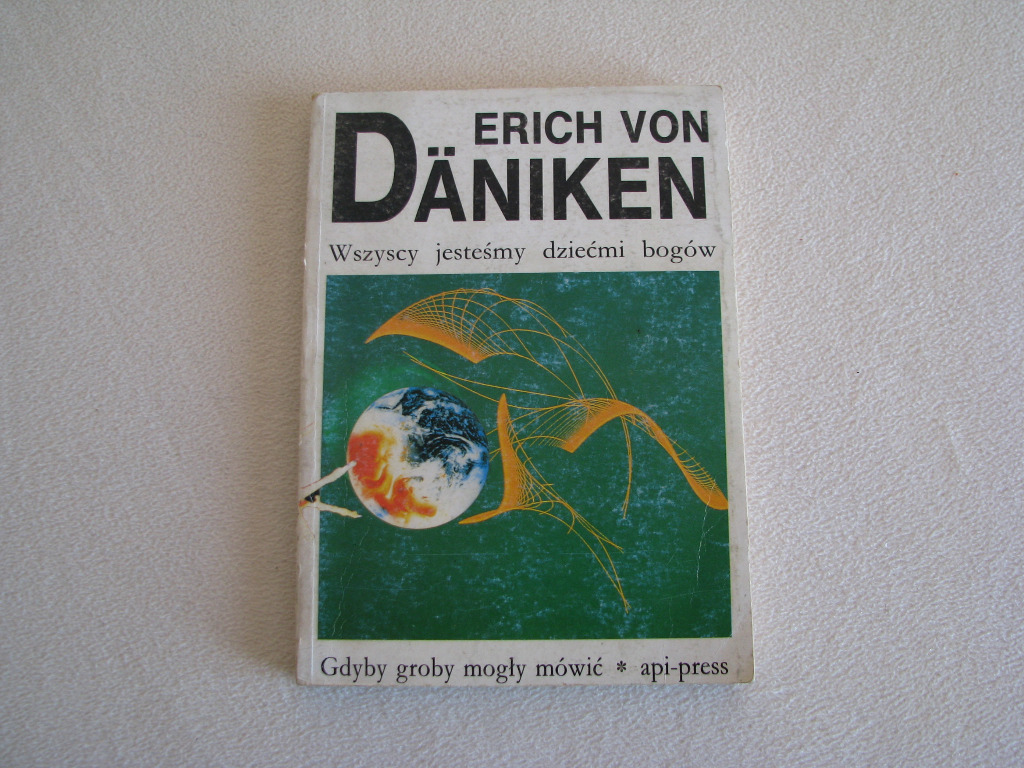 ERICH VON
DÄNIKEN
Wszyscy jesteśmy dziećmi bogów
Gdyby groby mogły mówić * api-press